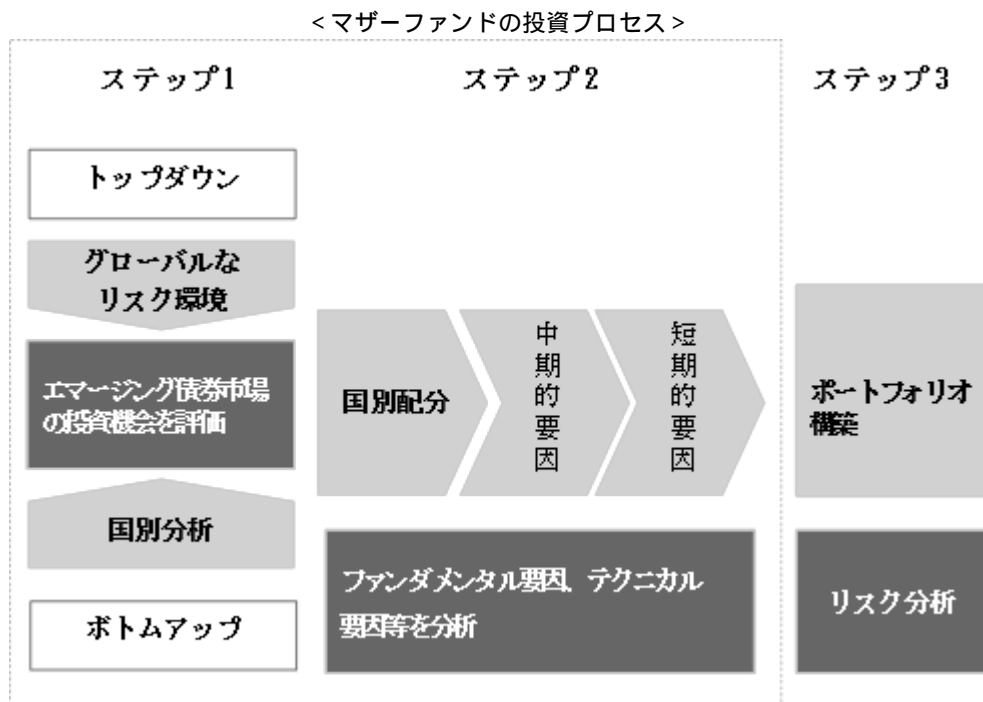 <マザーファンドの投資プロセス>
ステップ1
トップダウン
グローバルな
リスク環境
エマージング債券市場
の投資機会を評価
国別分析
ボトムアップ
ステップ2
国別配分
中期的要因
短期的要因
ファンダメンタル要因、テクニカル
要因等を分析
ステップ3
ポートフォリオ
構築
リスク分析